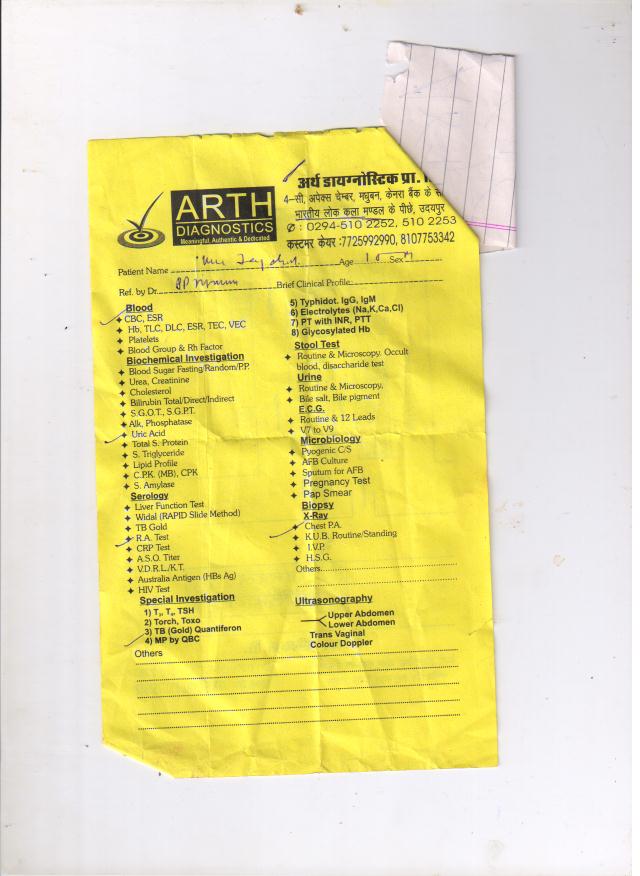 अर्थ डायग्नोस्टिक प्रा.
4–सी, अपेक्स चेम्बर, मधुबन, केनरा बैंक के
भारतीय लोक कला मण्डल के पीछे, उदयपुर
✆ : 0294-510 2252, 510 2253
कस्टमर केयर :7725992990, 8107753342
ARTH
DIAGNOSTICS
Meaningful, Authentic & Dedicated
Patient Name Age Sex
Ref. by Dr. Brief Clinical Profile:
Blood
CBC, ESR
Hb, TLC, DLC, ESR, TEC, VEC
Platelets
Blood Group & Rh Factor
Biochemical Investigation
Blood Sugar Fasting/Random/P.P.
Urea, Creatinine
Cholesterol
Bilirubin Total/Direct/Indirect
S.G.O.T., S.G.P.T.
Alk, Phosphatase
Uric Acid
Total S. Protein
S. Triglyceride
Lipid Profile
C.P.K. (MB), CPK
S. Amylase
Serology
Liver Function Test
Widal (RAPID Slide Method)
TB Gold
R.A. Test
CRP Test
A.S.O. Titer
V.D.R.L./K.T.
Australia Antigen (HBs Ag)
HIV Test
Special Investigation
1) T₃, T₄, TSH
2) Torch, Toxo
3) TB (Gold) Quantiferon
4) MP by QBC
Others
5) Typhidot. IgG, IgM
6) Electrolytes (Na,K,Ca,Cl)
7) PT with INR, PTT
8) Glycosylated Hb
Stool Test
Routine & Microscopy. Occult
blood, disaccharide test
Urine
Routine & Microscopy,
Bile salt, Bile pigment
E.C.G.
Routine & 12 Leads
V7 to V9
Microbiology
Pyogenic C/S
AFB Culture
Sputum for AFB
Pregnancy Test
Pap Smear
Biopsy
X-Ray
Chest P.A.
K.U.B. Routine/Standing
I.V.P.
H.S.G.
Others
Ultrasonography
Upper Abdomen
Lower Abdomen
Trans Vaginal
Colour Doppler